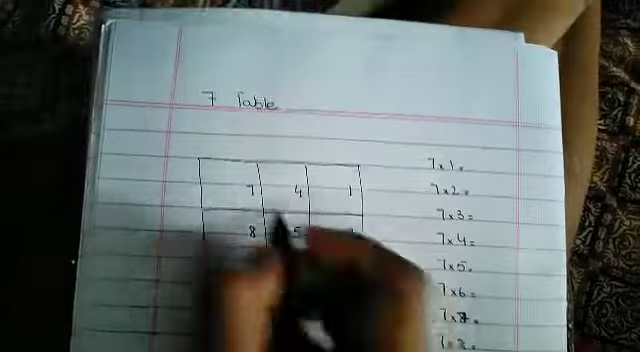 7 Table
7x1=
7 4 1
7x2=
7x3=
8 5
7x4=
7x5=
7x6=
7x7=